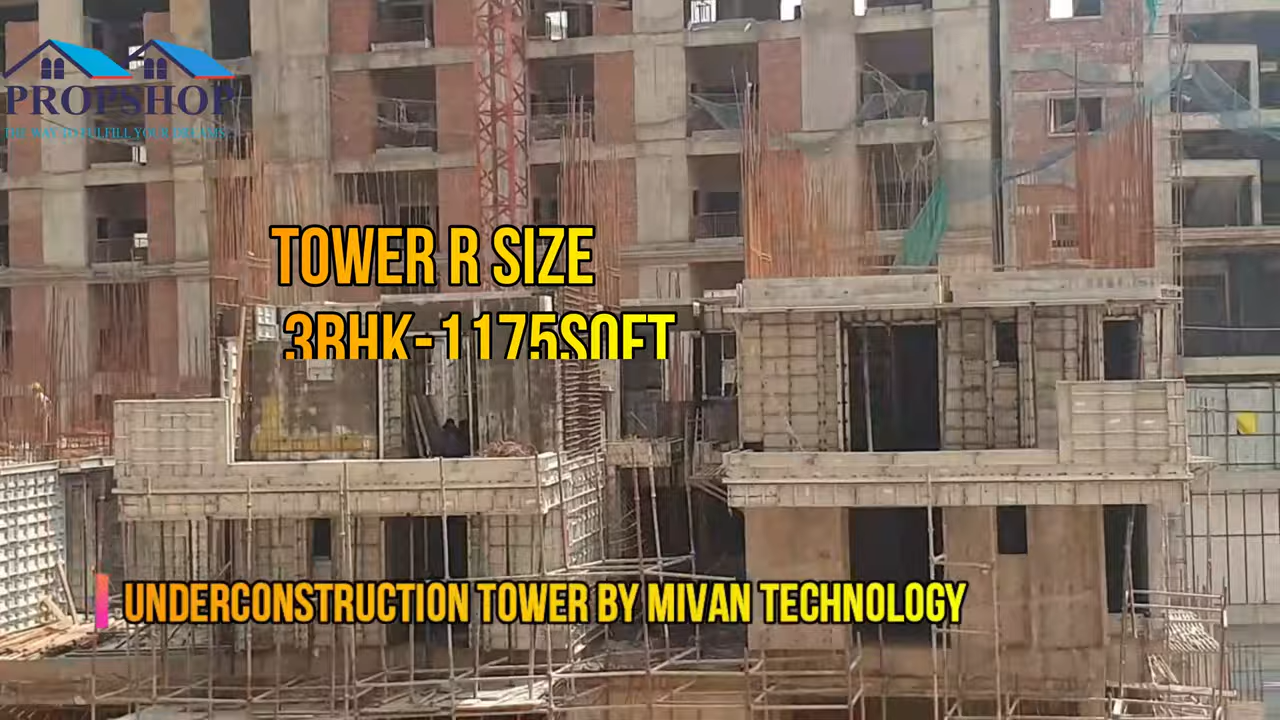 PROPSHOP
THE WAY TO FULFILL YOUR DREAMS
TOWER R SIZE
3BHK-1175SQFT
UNDERCONSTRUCTION TOWER BY MIVAN TECHNOLOGY